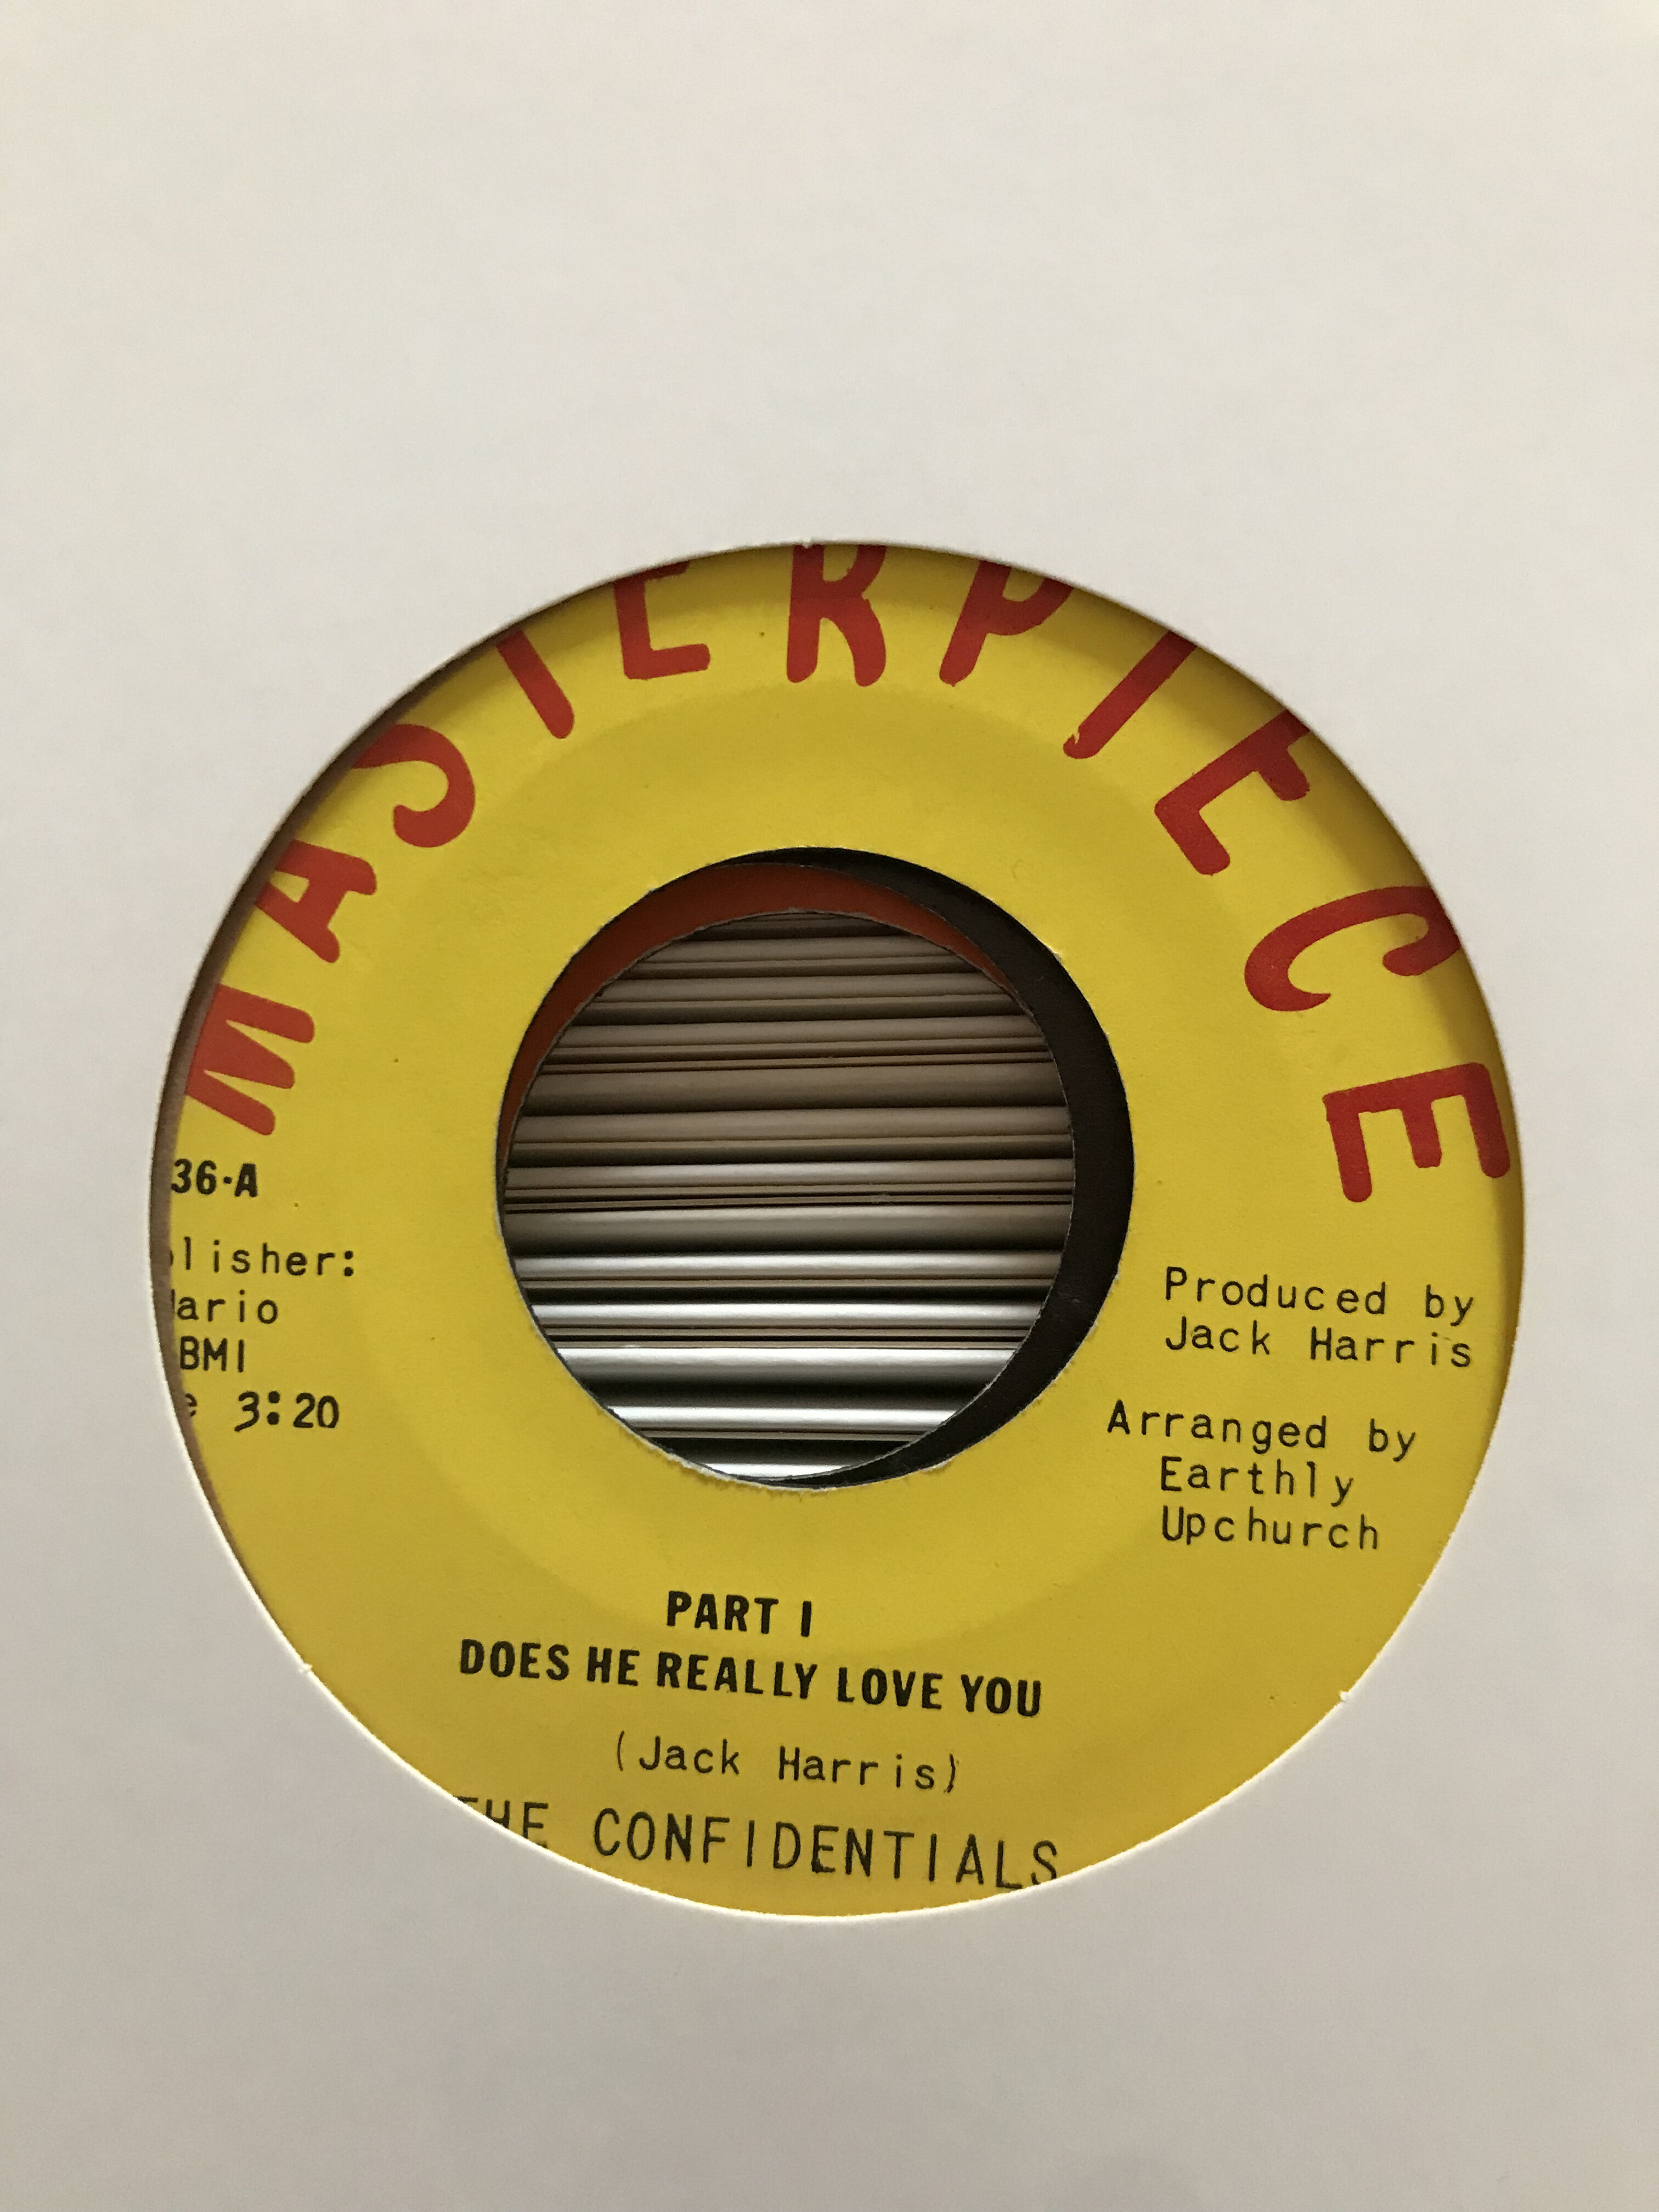 MASTERPIECE
36-A
lisher:
ario
BMI
e 3:20
Produced by
Jack Harris
Arranged by
Earthly
Upchurch
PART I
DOES HE REALLY LOVE YOU
(Jack Harris)
THE CONFIDENTIALS